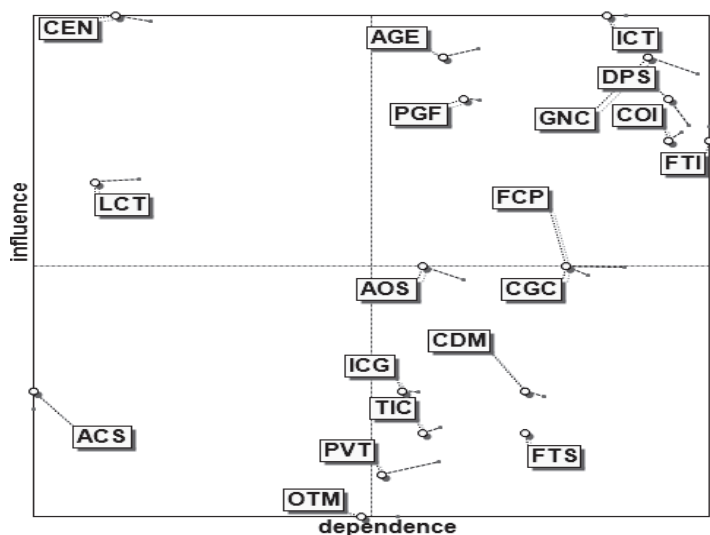 CEN
AGE
ICT
DPS
PGF
GNC
COI
FTI
LCT
FCP
influence
AOS
CGC
CDM
ICG
TIC
ACS
PVT
FTS
OTM
dependence